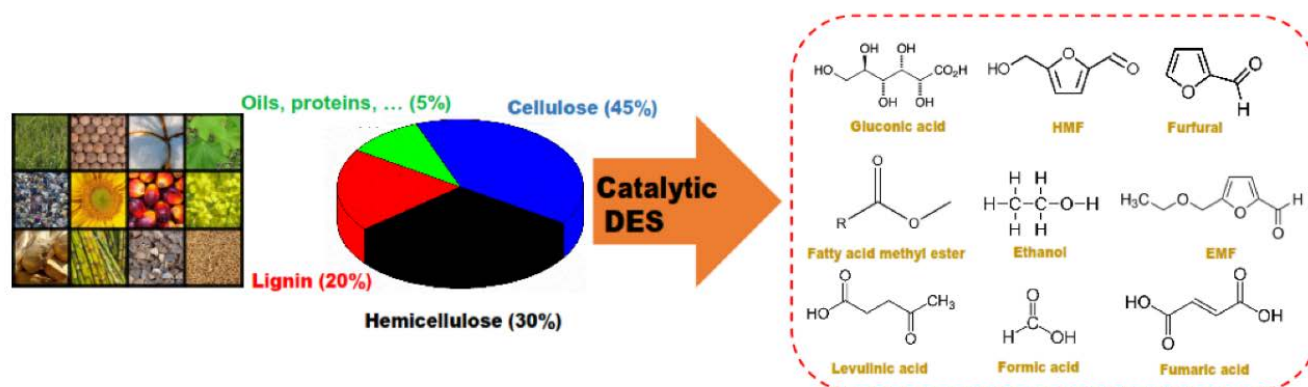 Oils, proteins, ... (5%)
Cellulose (45%)
...
Lignin (20%)
Hemicellulose (30%)
Catalytic
DES
OH OH
HO CO₂H
OH OH
Gluconic acid
HO O O
HMF
O O
H
Furfural
O
R O
Fatty acid methyl ester
H H
H-C-C-O-H
H H
Ethanol
O O H
O
EMF
O
HO CH₃
O
Levulinic acid
O
H C OH
Formic acid
O
HO OH
O
Fumaric acid